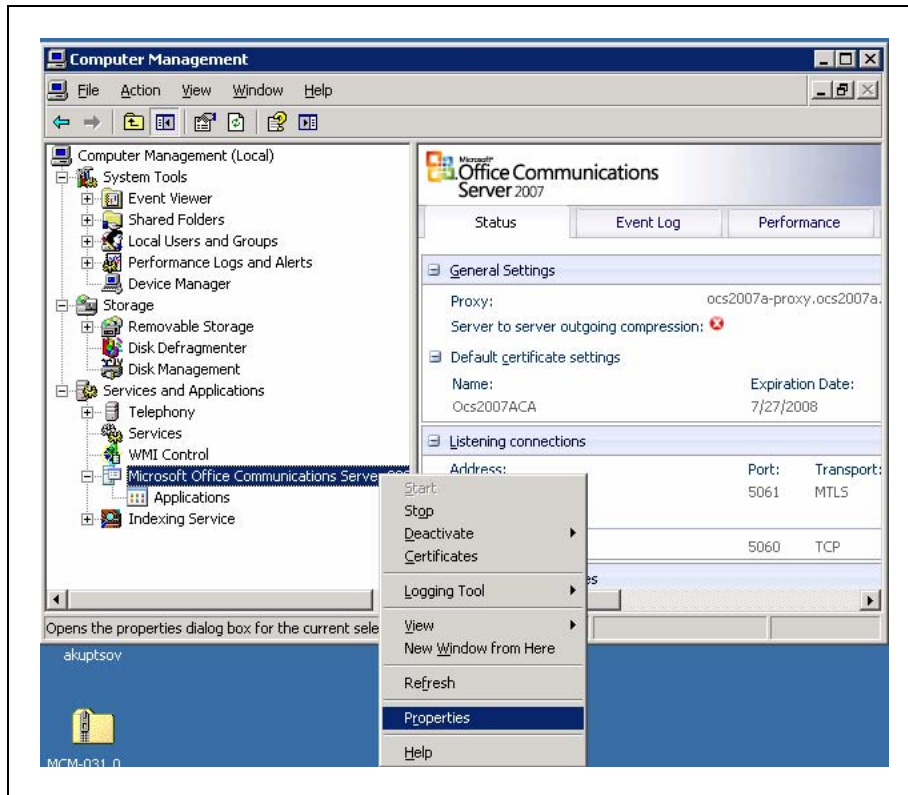 Computer Management
File Action View Window Help
Computer Management (Local)
System Tools
Event Viewer
Shared Folders
Local Users and Groups
Performance Logs and Alerts
Device Manager
Storage
Removable Storage
Disk Defragmenter
Disk Management
Services and Applications
Telephony
Services
WMI Control
Microsoft Office Communications Server
Applications
Indexing Service
Microsoft
Office Communications
Server 2007
Status Event Log Performance
General Settings
Proxy: ocs2007a-proxy.ocs2007a.
Server to server outgoing compression:
Default certificate settings
Name: Expiration Date:
Ocs2007ACA 7/27/2008
Listening connections
Address: Port: Transport:
5061 MTLS
5060 TCP
es
Start
Stop
Deactivate
Certificates
Logging Tool
View
New Window from Here
Refresh
Properties
Help
Opens the properties dialog box for the current sele
akuptsov
MCM-031_0